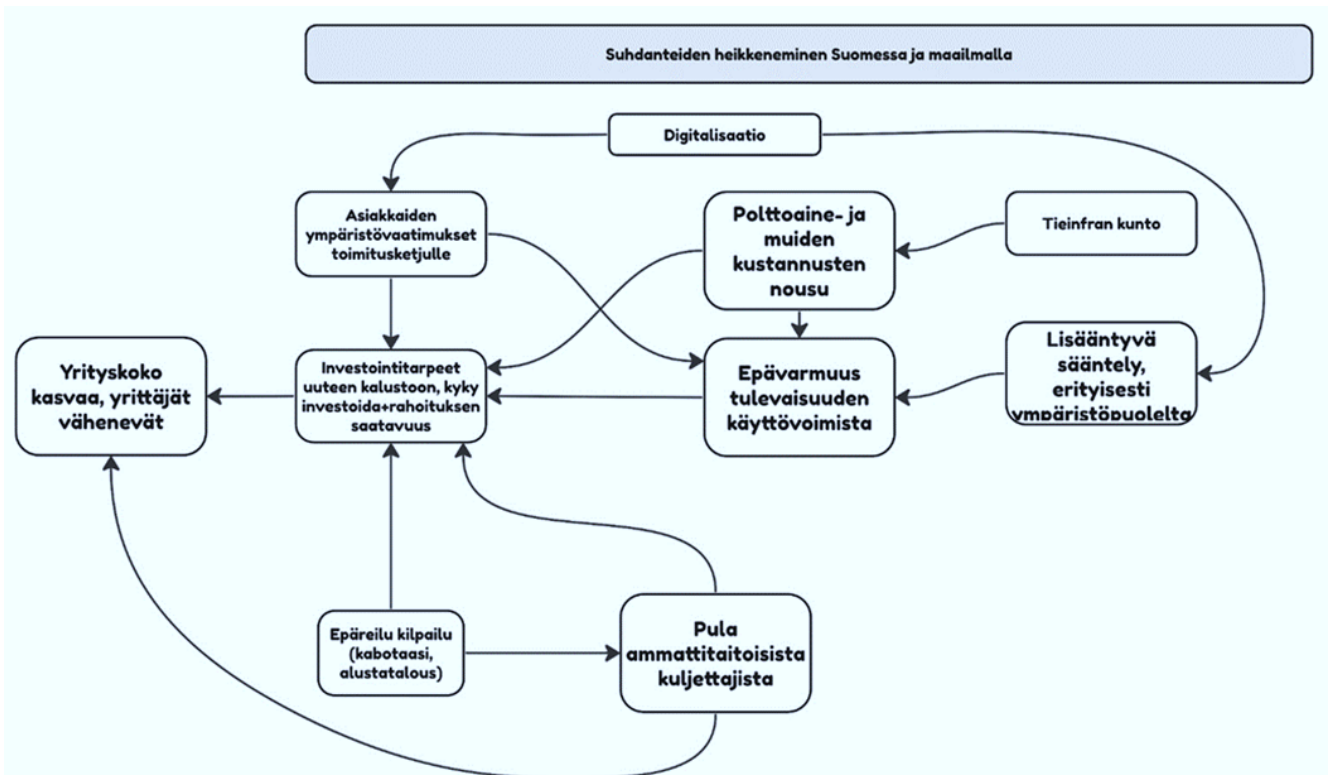 Suhdanteiden heikkeneminen Suomessa ja maailmalla
Digitalisaatio
Asiakkaiden
ympäristövaatimukset
toimitusketjulle
Polttoaine- ja
muiden
kustannusten
nousu
Tieinfran kunto
Yrityskoko
kasvaa, yrittäjät
vähenevät
Investointitarpeet
uuteen kalustoon, kyky
investoida+rahoituksen
saatavuus
Epävarmuus
tulevaisuuden
käyttövoimista
Lisääntyvä
sääntely,
erityisesti
ympäristöpuolelta
Epäreilu kilpailu
(kabotaasi,
alustatalous)
Pula
ammattitaitoisista
kuljettajista